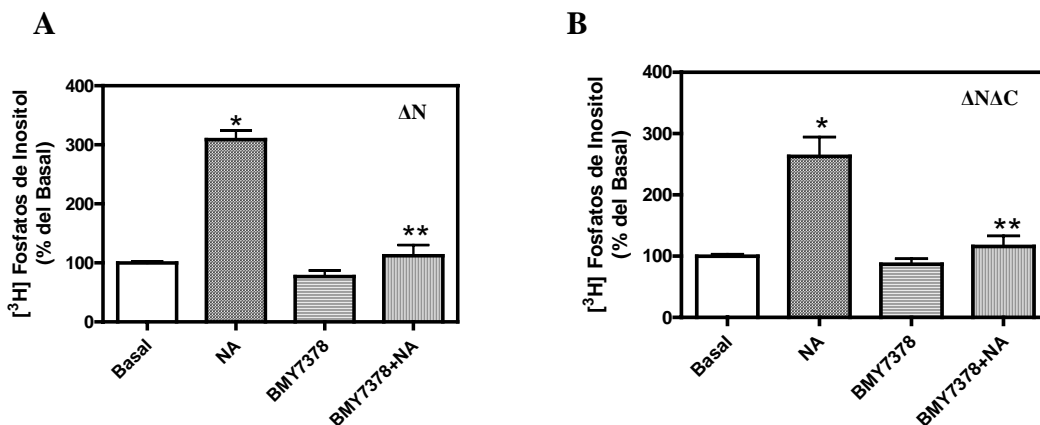 A
[³H] Fosfatos de Inositol
(% del Basal)
400
300
200
100
0
ΔN
*
**
Basal
NA
BMY7378
BMY7378+NA
B
[³H] Fosfatos de Inositol
(% del Basal)
400
300
200
100
0
ΔNΔC
*
**
Basal
NA
BMY7378
BMY7378+NA